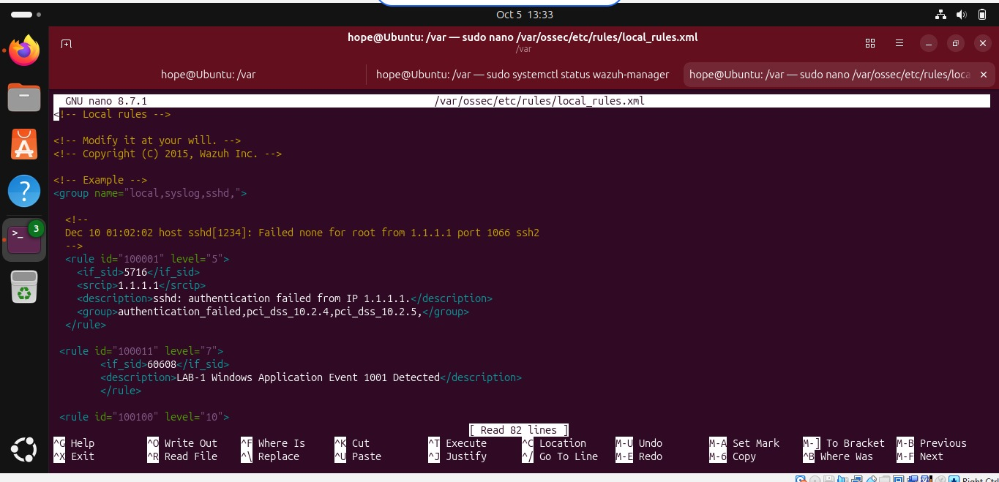 Oct 5 13:33
hope@Ubuntu: /var — sudo nano /var/ossec/etc/rules/local_rules.xml
/var
hope@Ubuntu: /var
hope@Ubuntu: /var — sudo systemctl status wazuh-manager
hope@Ubuntu: /var — sudo nano /var/ossec/etc/rules/loca
GNU nano 8.7.1 /var/ossec/etc/rules/local_rules.xml
<!-- Local rules -->
<!-- Modify it at your will. -->
<!-- Copyright (C) 2015, Wazuh Inc. -->
<!-- Example -->
<group name="local,syslog,sshd,">
<!--
Dec 10 01:02:02 host sshd[1234]: Failed none for root from 1.1.1.1 port 1066 ssh2
-->
<rule id="100001" level="5">
<if_sid>5716</if_sid>
<srcip>1.1.1.1</srcip>
<description>sshd: authentication failed from IP 1.1.1.1.</description>
<group>authentication_failed,pci_dss_10.2.4,pci_dss_10.2.5,</group>
</rule>
<rule id="100011" level="7">
<if_sid>60608</if_sid>
<description>LAB-1 Windows Application Event 1001 Detected</description>
</rule>
<rule id="100100" level="10">
[ Read 82 lines ]
^G Help ^O Write Out ^F Where Is ^K Cut ^T Execute ^C Location M-U Undo M-A Set Mark M-] To Bracket M-B Previous
^X Exit ^R Read File ^\ Replace ^U Paste ^J Justify ^/ Go To Line M-E Redo M-6 Copy ^B Where Was M-F Next
3
Right Ctrl